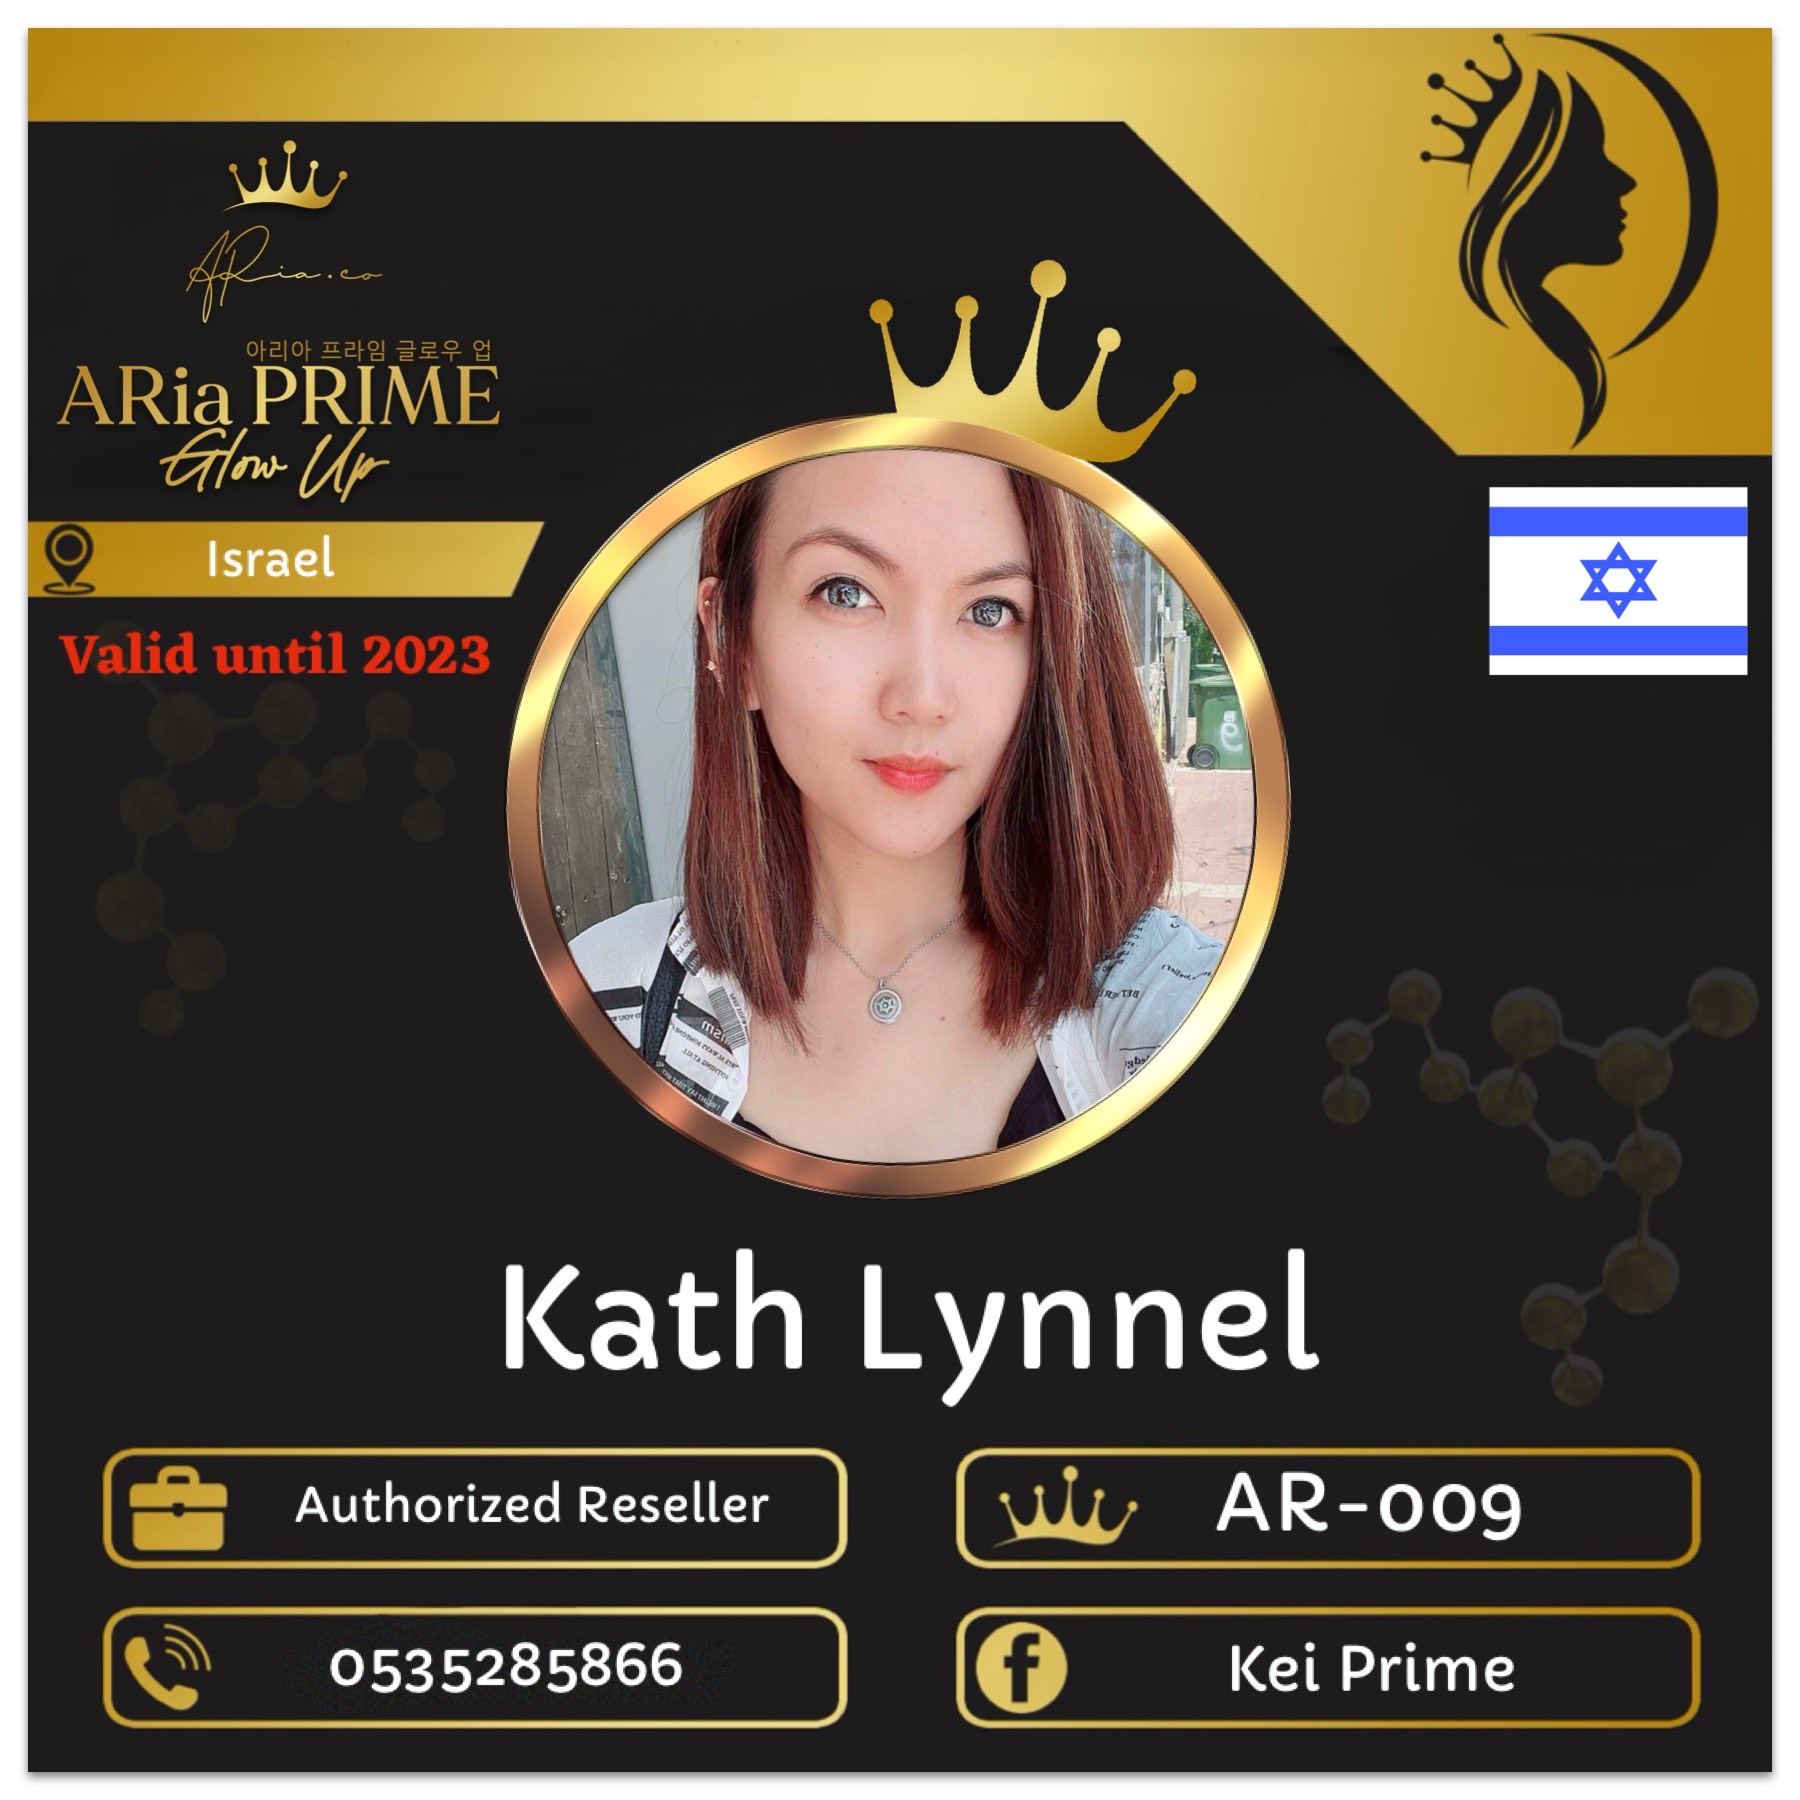 ARia.co
아리아 프라임 글로우 업
ARia PRIME
Glow Up
Israel
Valid until 2023
Kath Lynnel
Authorized Reseller
AR-009
0535285866
Kei Prime